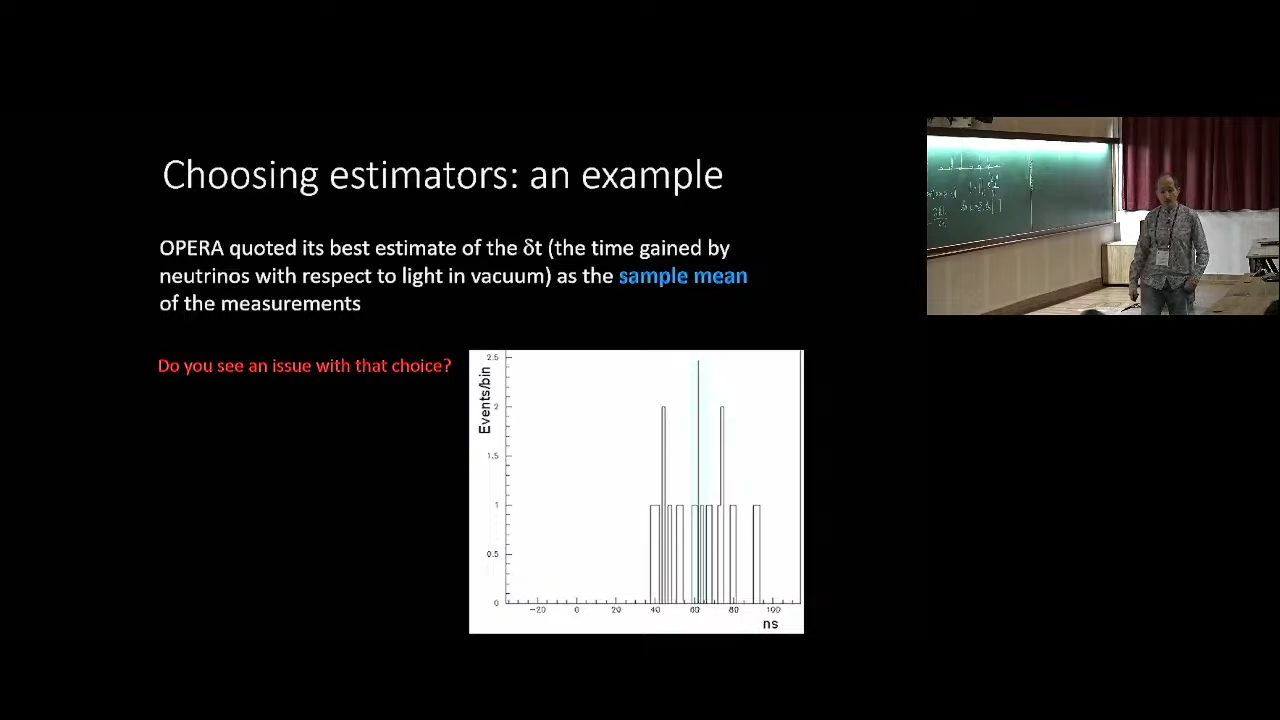 Choosing estimators: an example
OPERA quoted its best estimate of the δt (the time gained by
neutrinos with respect to light in vacuum) as the sample mean
of the measurements
Do you see an issue with that choice?
Events/bin
2.5
2
1.5
1
0.5
0
−20 0 20 40 60 80 100
ns